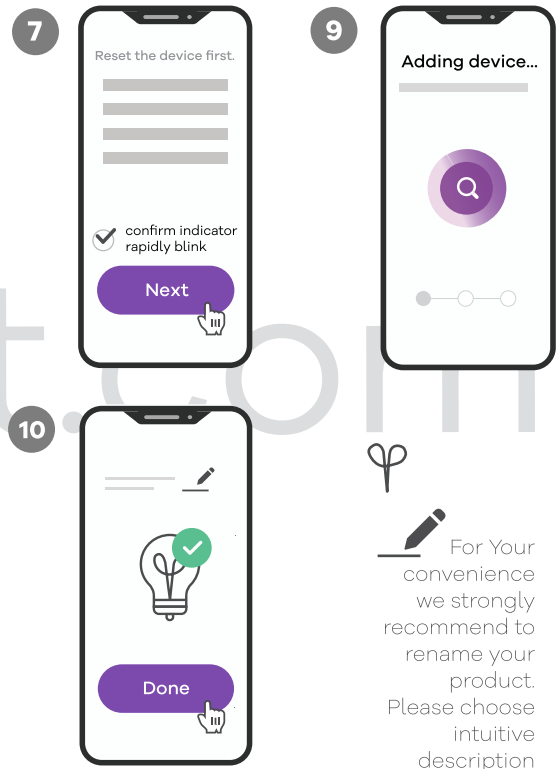 7
Reset the device first.
confirm indicator
rapidly blink
Next
9
Adding device...
10
Done
For Your
convenience
we strongly
recommend to
rename your
product.
Please choose
intuitive
description
t.com